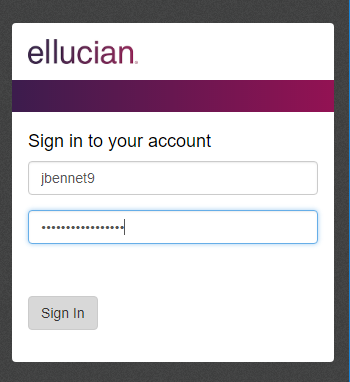 ellucian.
Sign in to your account
jbennet9
•••••••••••••••••
Sign In